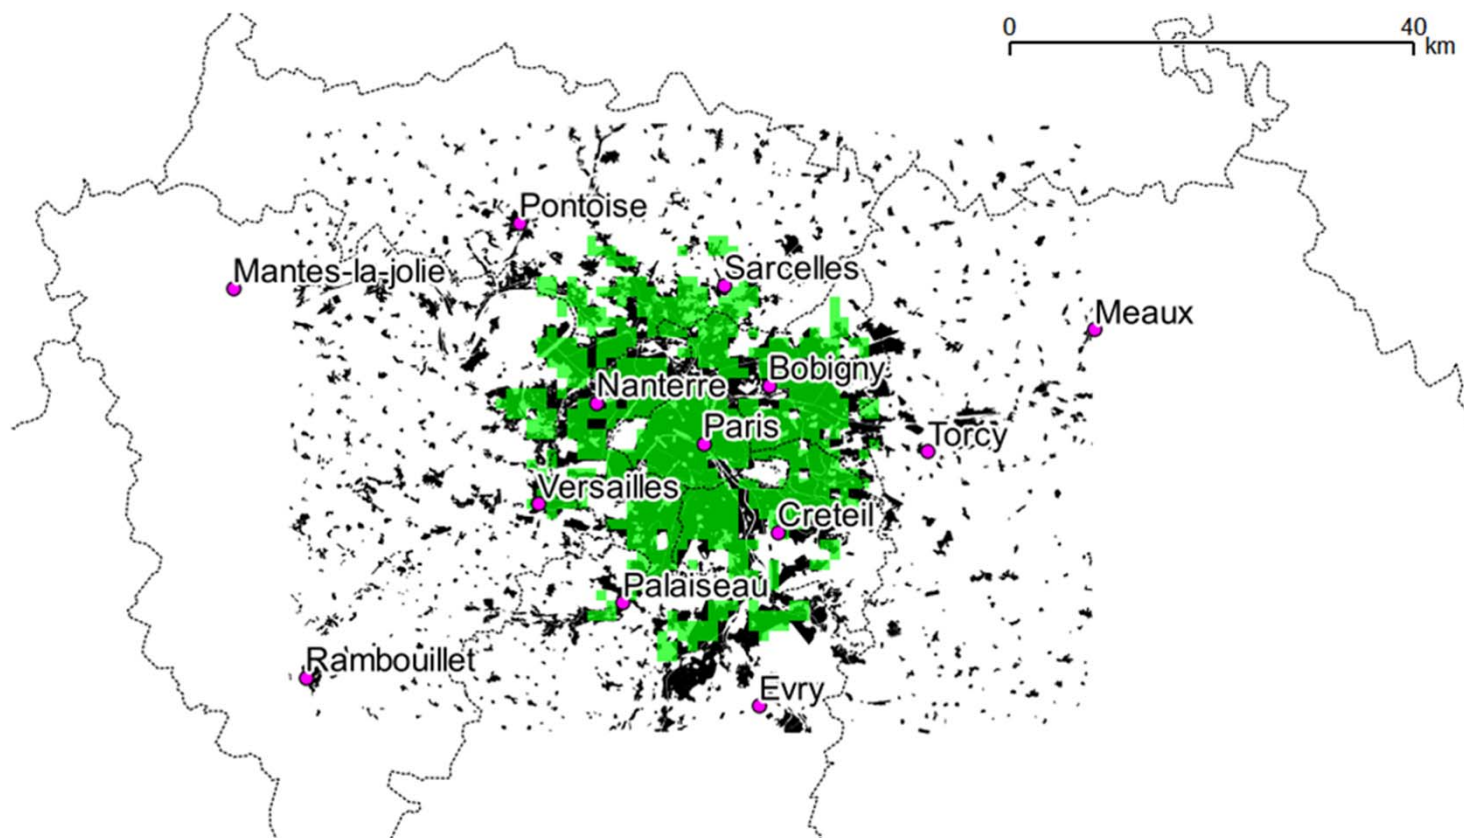 0 40
km
Pontoise
Mantes-la-jolie
Sarcelles
Meaux
Bobigny
Nanterre
Paris
Torcy
Versailles
Creteil
Palaiseau
Rambouillet
Evry